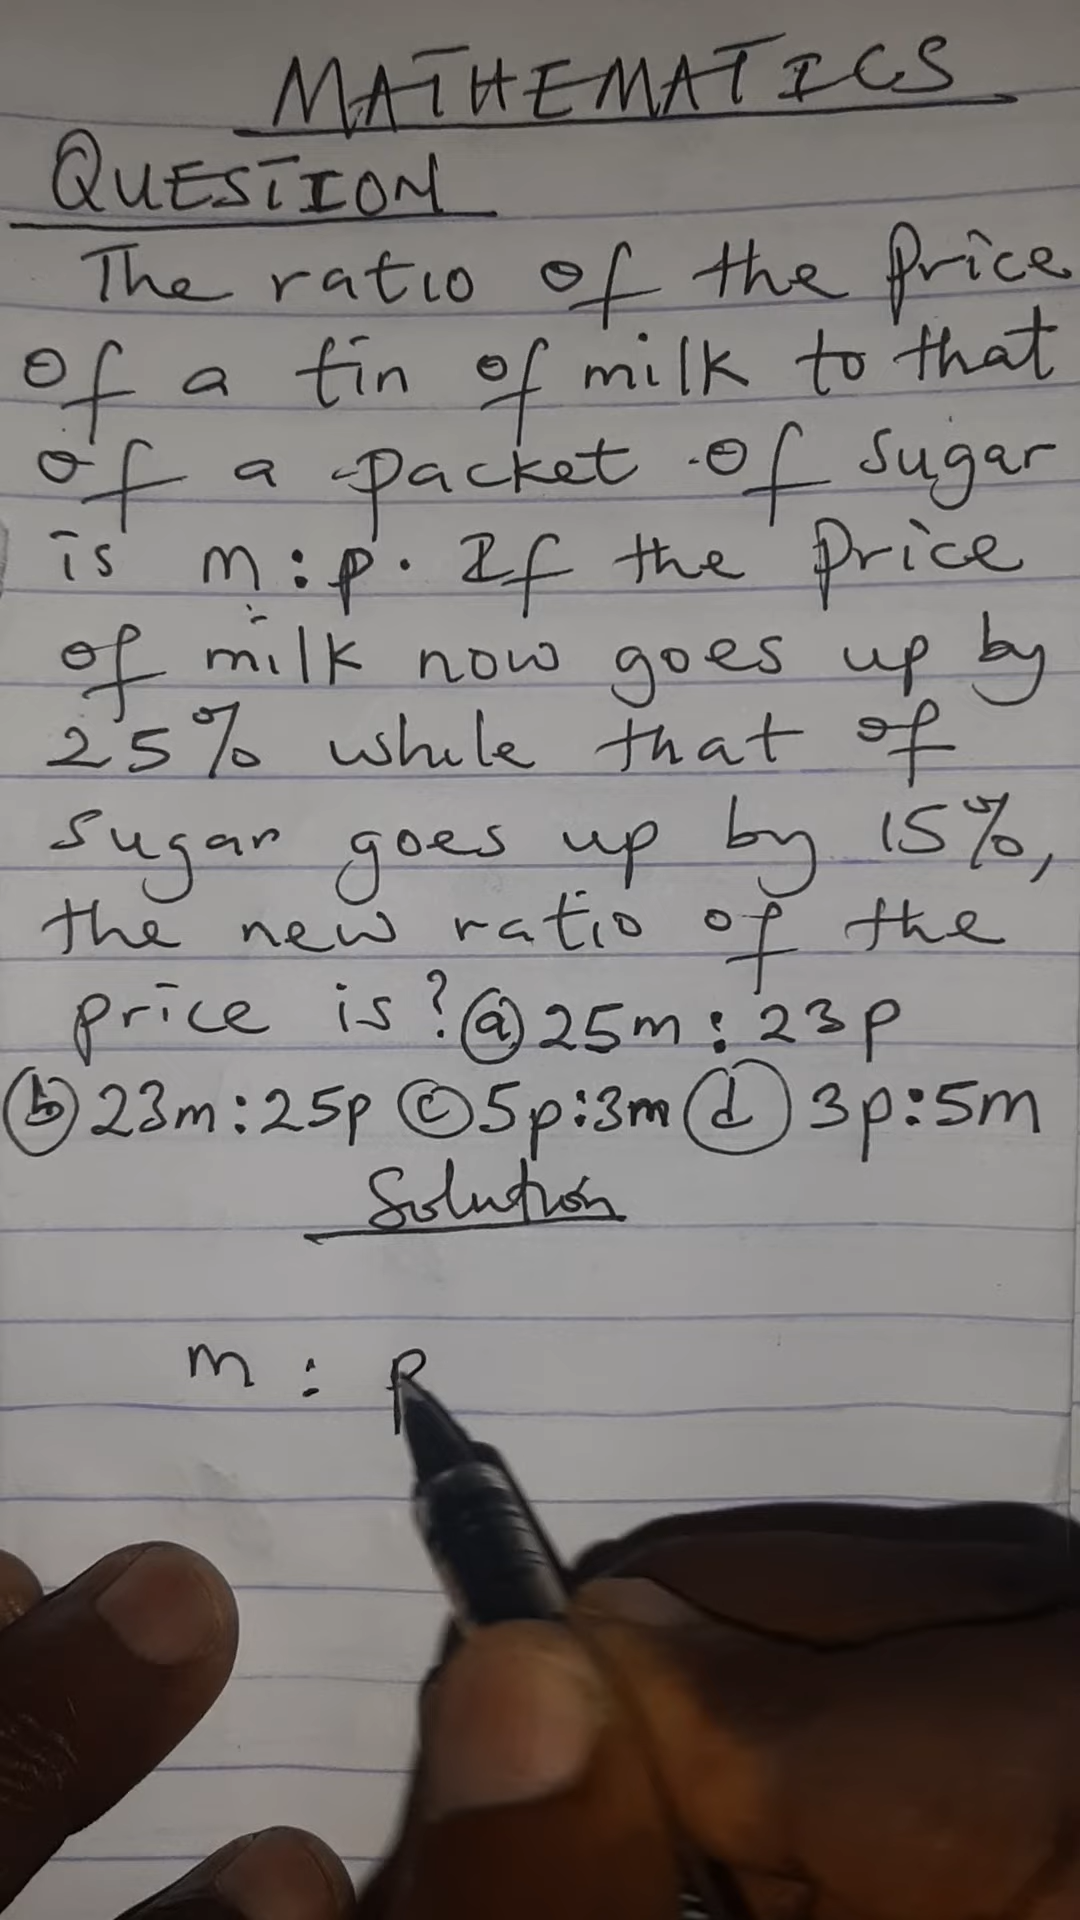 MATHEMATICS
QUESTION
The ratio of the price
of a tin of milk to that
of a packet of sugar
is m:p. If the price
of milk now goes up by
25% while that of
sugar goes up by 15%,
the new ratio of the
price is? (a) 25m : 23p
(b) 23m:25p (c) 5p:3m (d) 3p:5m
Solution
m : p